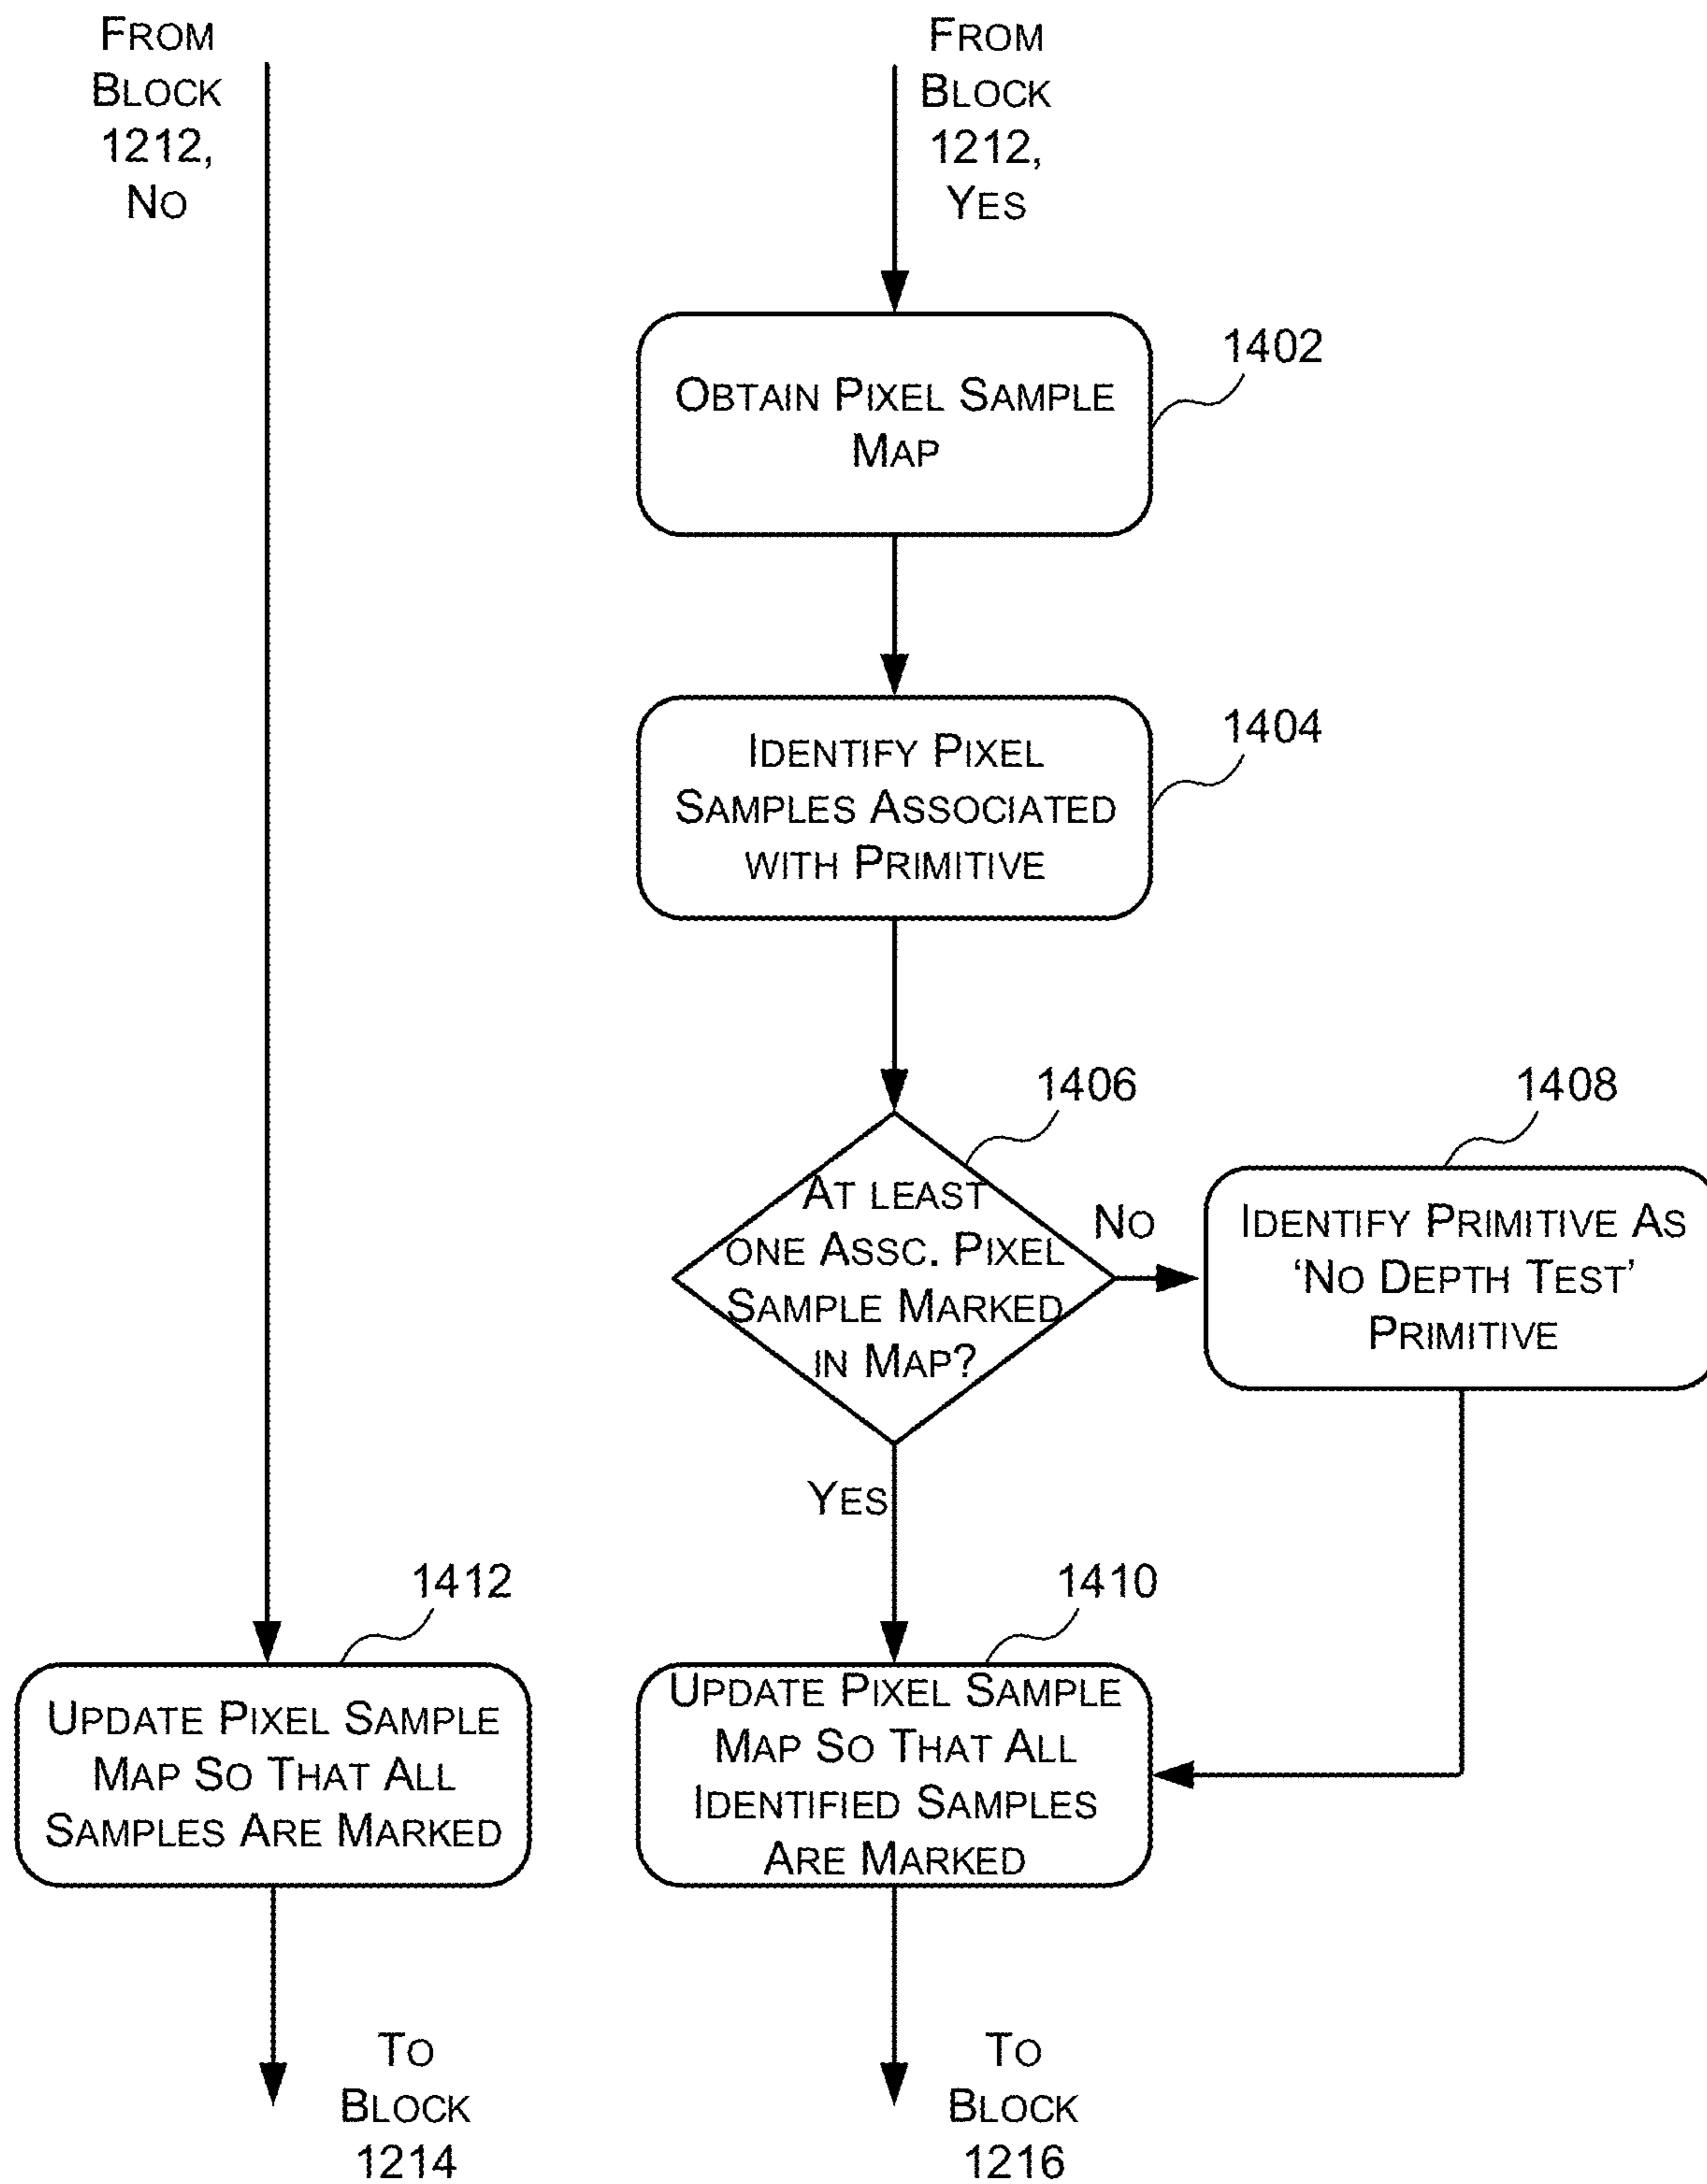 From
Block
1212,
No
From
Block
1212,
Yes
1402
Obtain Pixel Sample
Map
1404
Identify Pixel
Samples Associated
with Primitive
1406
At least
one Assc. Pixel
Sample Marked
in Map?
No
1408
Identify Primitive As
‘No Depth Test’
Primitive
Yes
1412
Update Pixel Sample
Map So That All
Samples Are Marked
1410
Update Pixel Sample
Map So That All
Identified Samples
Are Marked
To
Block
1214
To
Block
1216